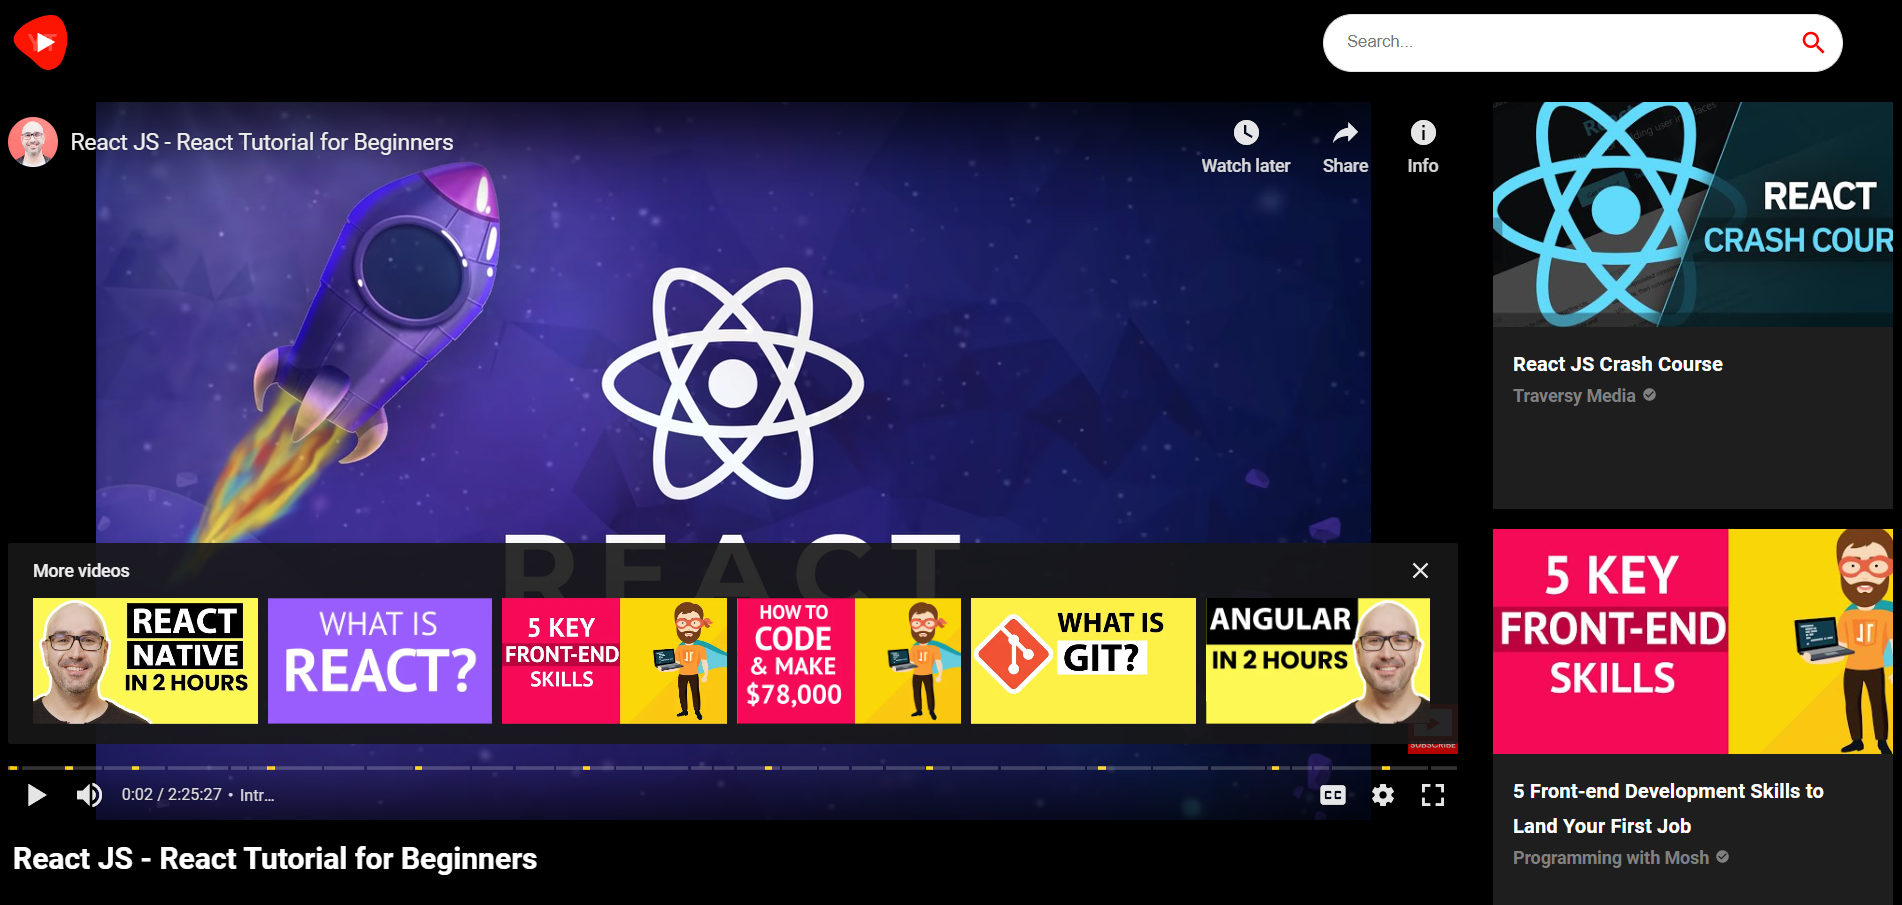 YT
Search...
React JS - React Tutorial for Beginners
Watch later
Share
Info
REACT
More videos
REACT
NATIVE
IN 2 HOURS
WHAT IS
REACT?
5 KEY
FRONT-END
SKILLS
HOW TO
CODE
& MAKE
$78,000
WHAT IS
GIT?
ANGULAR
IN 2 HOURS
SUBSCRIBE
0:02 / 2:25:27 • Intr...
CC
React JS - React Tutorial for Beginners
REACT
CRASH COUR
React JS Crash Course
Traversy Media
5 KEY
FRONT-END
SKILLS
5 Front-end Development Skills to
Land Your First Job
Programming with Mosh